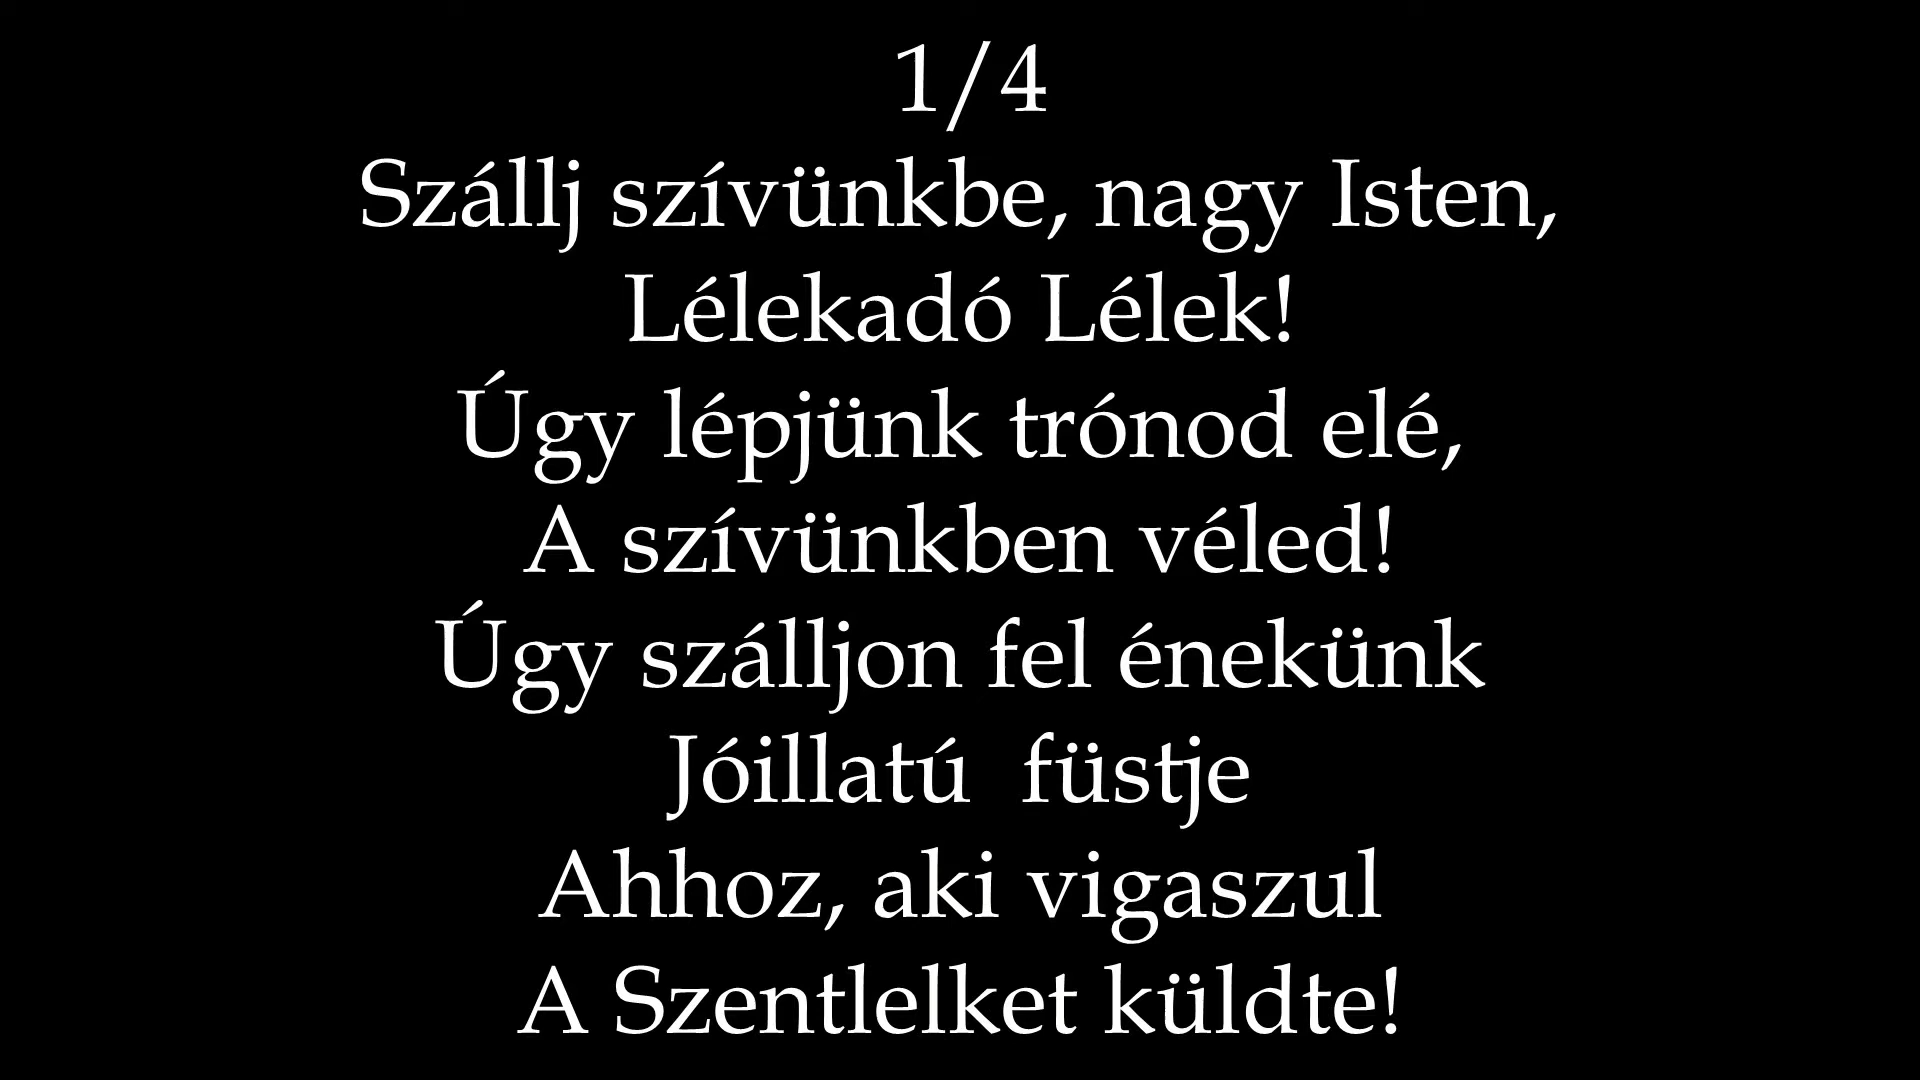 1/4
Szállj szívünkbe, nagy Isten,
Lélekadó Lélek!
Úgy lépjünk trónod elé,
A szívünkben véled!
Úgy szálljon fel énekünk
Jóillatú  füstje
Ahhoz, aki vigaszul
A Szentlelket küldte!